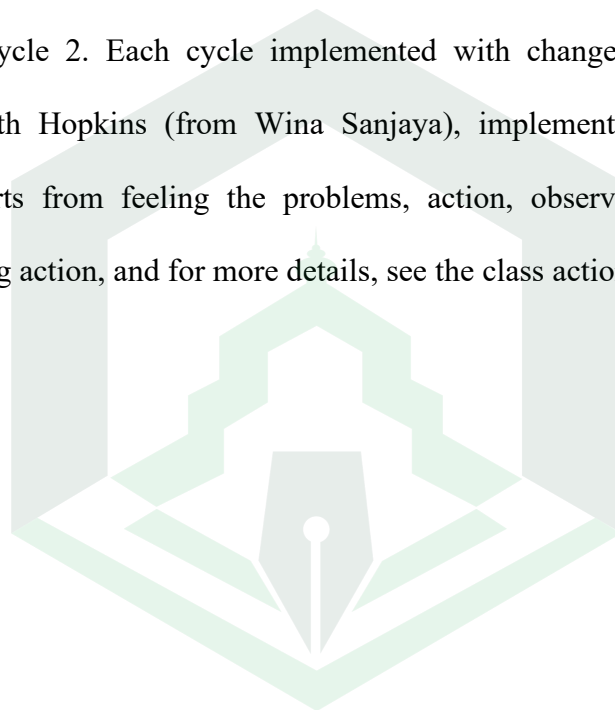 ycle 2. Each cycle implemented with change
th Hopkins (from Wina Sanjaya), implement
rts from feeling the problems, action, observ
g action, and for more details, see the class actio